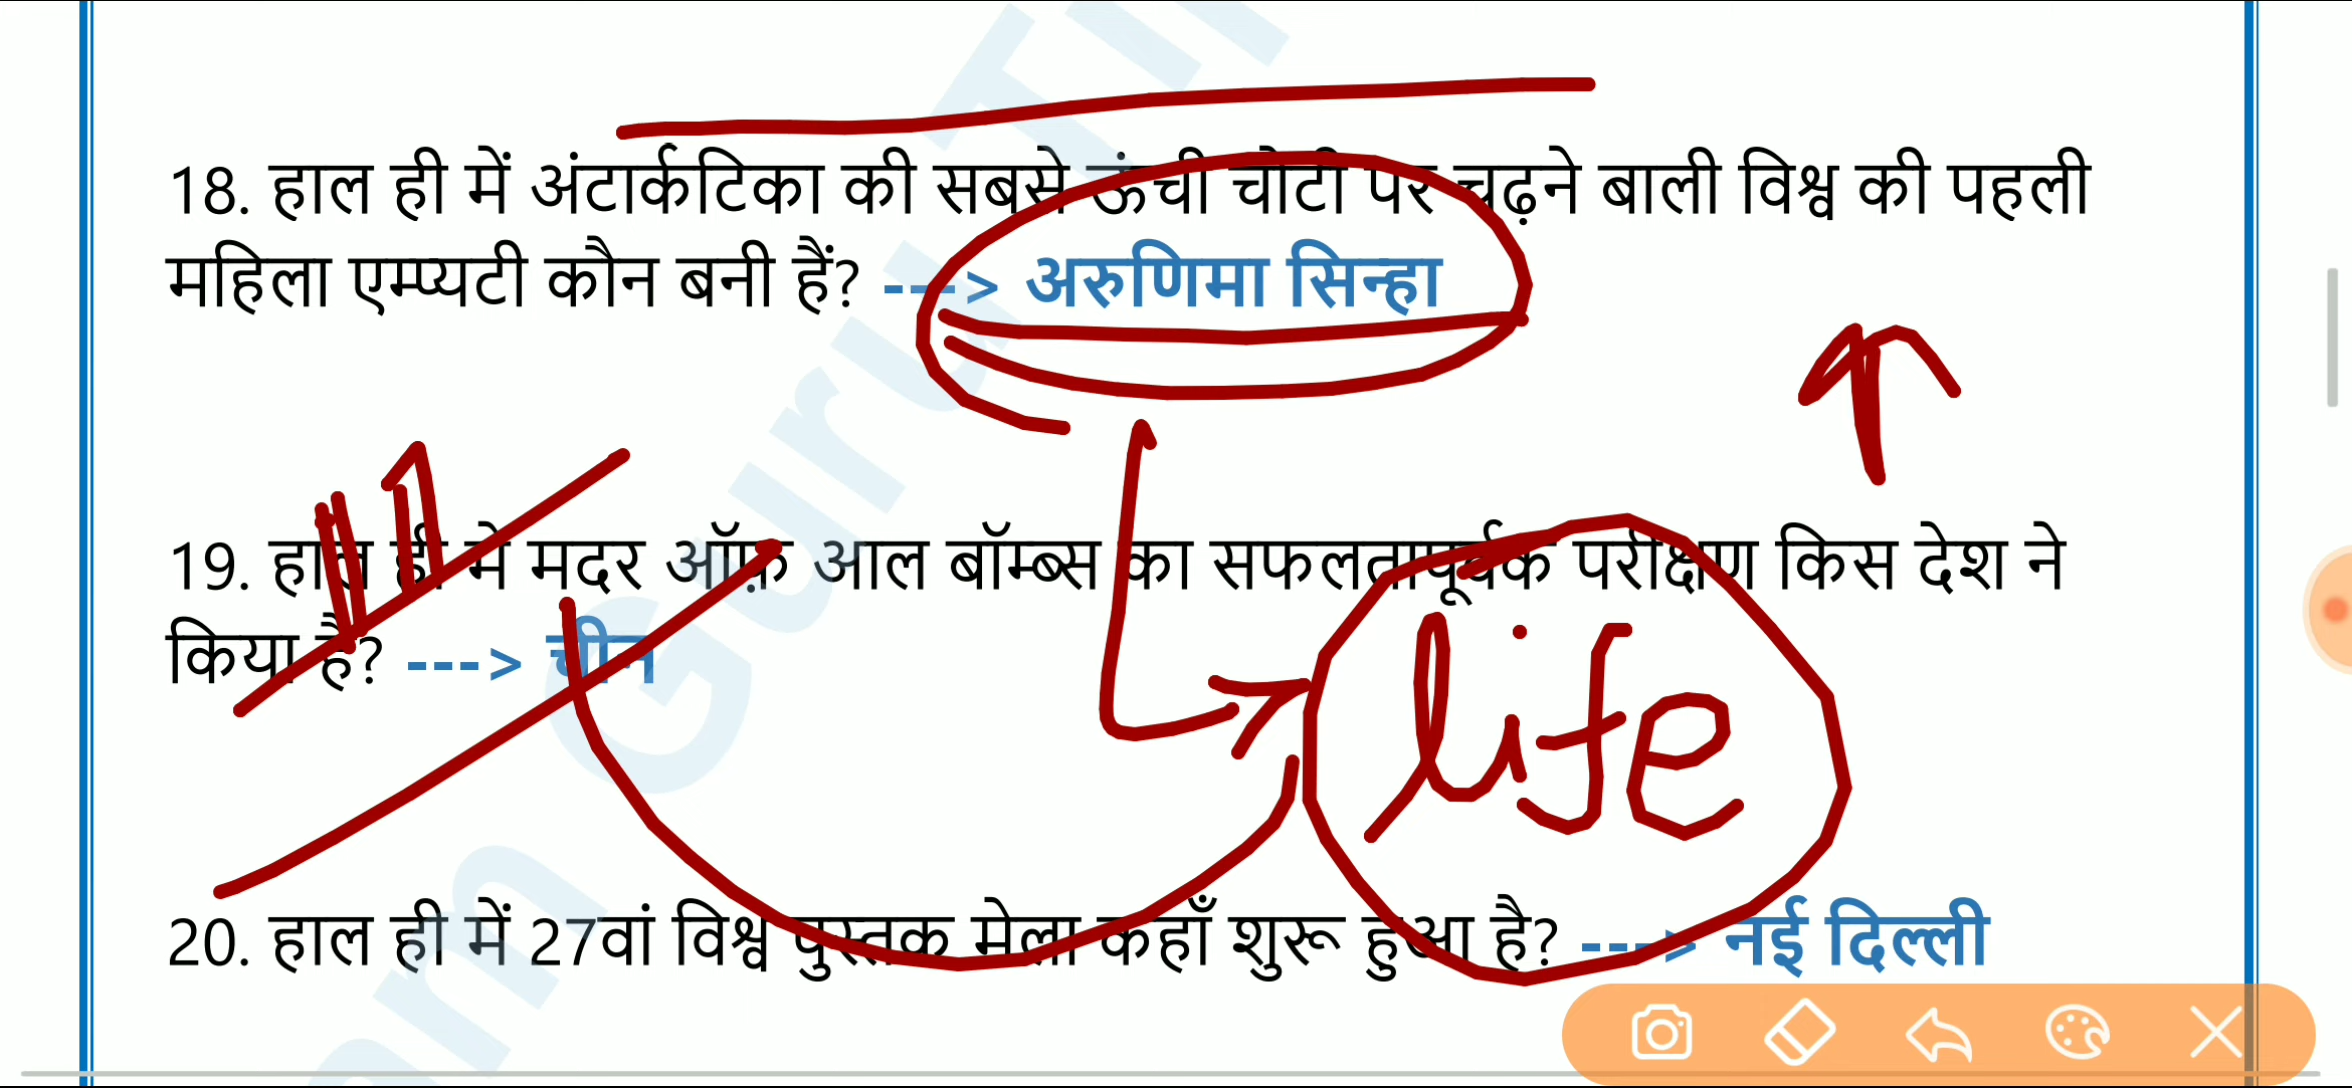 18. हाल ही में अंटार्कटिका की सबसे ऊंची चोटी पर चढ़ने बाली विश्व की पहली
महिला एम्प्यटी कौन बनी हैं? ---> अरुणिमा सिन्हा
19. हाल ही मे मदर ऑफ़ आल बॉम्ब्स का सफलतापूर्वक परीक्षण किस देश ने
किया है? ---> चीन
life
20. हाल ही में 27वां विश्व पुस्तक मेला कहाँ शुरू हुआ है? ---> नई दिल्ली